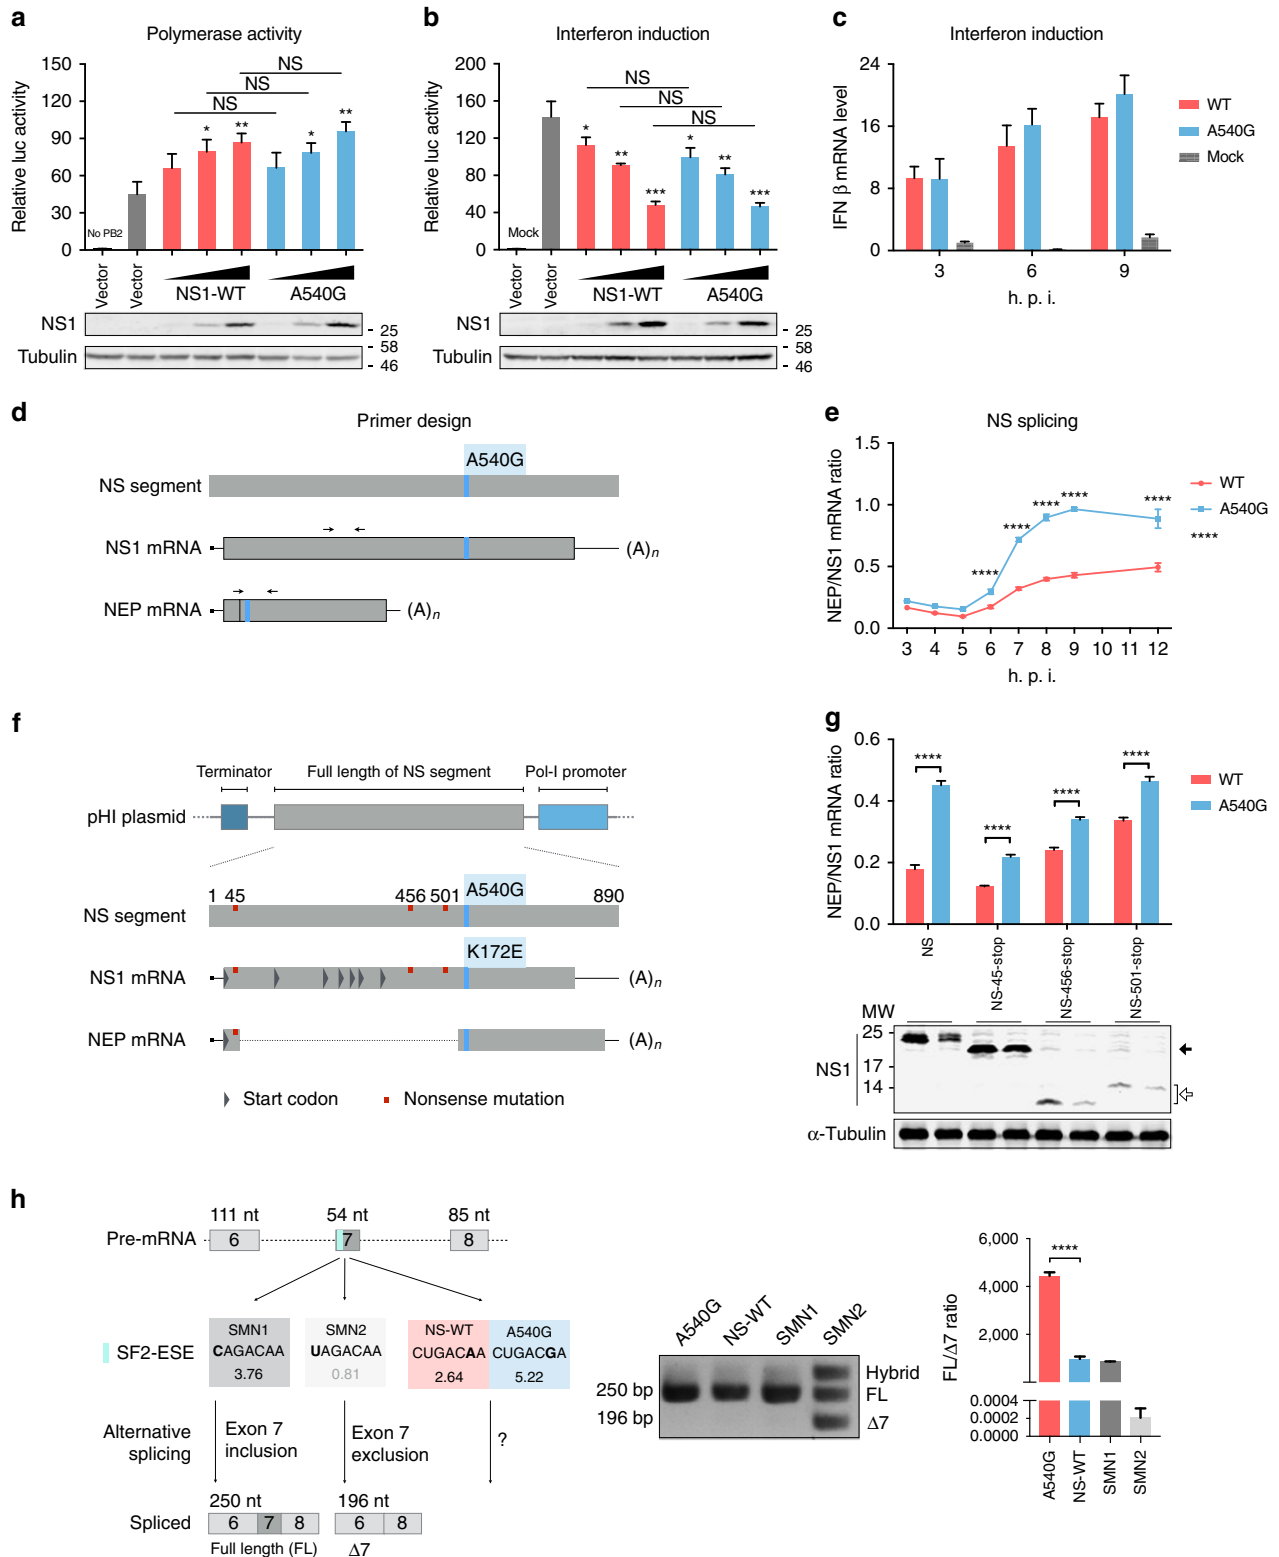 a
Polymerase activity
Relative luc activity
150
120
90
60
30
0
NS
NS
NS
*
**
*
**
No PB2
Vector
Vector
NS1-WT
A540G
NS1
Tubulin
- 25
- 58
- 46
b
Interferon induction
Relative luc activity
200
160
120
80
40
0
NS
NS
NS
*
**
***
*
**
***
Mock
Vector
Vector
NS1-WT
A540G
NS1
Tubulin
- 25
- 58
- 46
c
Interferon induction
IFN β mRNA level
24
16
8
0
3
6
9
h. p. i.
WT
A540G
Mock
d
Primer design
A540G
NS segment
NS1 mRNA
(A)n
NEP mRNA
(A)n
e
NS splicing
NEP/NS1 mRNA ratio
1.5
1.0
0.5
0.0
****
****
****
****
****
3 4 5 6 7 8 9 10 11 12
h. p. i.
WT
A540G
****
f
Terminator
Full length of NS segment
Pol-I promoter
pHI plasmid
1 45
456 501
A540G
890
NS segment
K172E
NS1 mRNA
(A)n
NEP mRNA
(A)n
Start codon
Nonsense mutation
g
NEP/NS1 mRNA ratio
0.6
0.4
0.2
0.0
****
****
****
****
WT
A540G
NS
NS-45-stop
NS-456-stop
NS-501-stop
MW
25
17
14
NS1
α-Tubulin
h
111 nt
54 nt
85 nt
Pre-mRNA
6
7
8
SF2-ESE
SMN1
CAGACAA
3.76
SMN2
UAGACAA
0.81
NS-WT
CUGACAA
2.64
A540G
CUGACGA
5.22
Alternative
splicing
Exon 7
inclusion
Exon 7
exclusion
?
250 nt
196 nt
Spliced
6 7 8
6 8
Full length (FL)
Δ7
A540G
NS-WT
SMN1
SMN2
250 bp
196 bp
Hybrid
FL
Δ7
FL/Δ7 ratio
6,000
4,000
2,000
0.0004
0.0002
0.0000
****
A540G
NS-WT
SMN1
SMN2